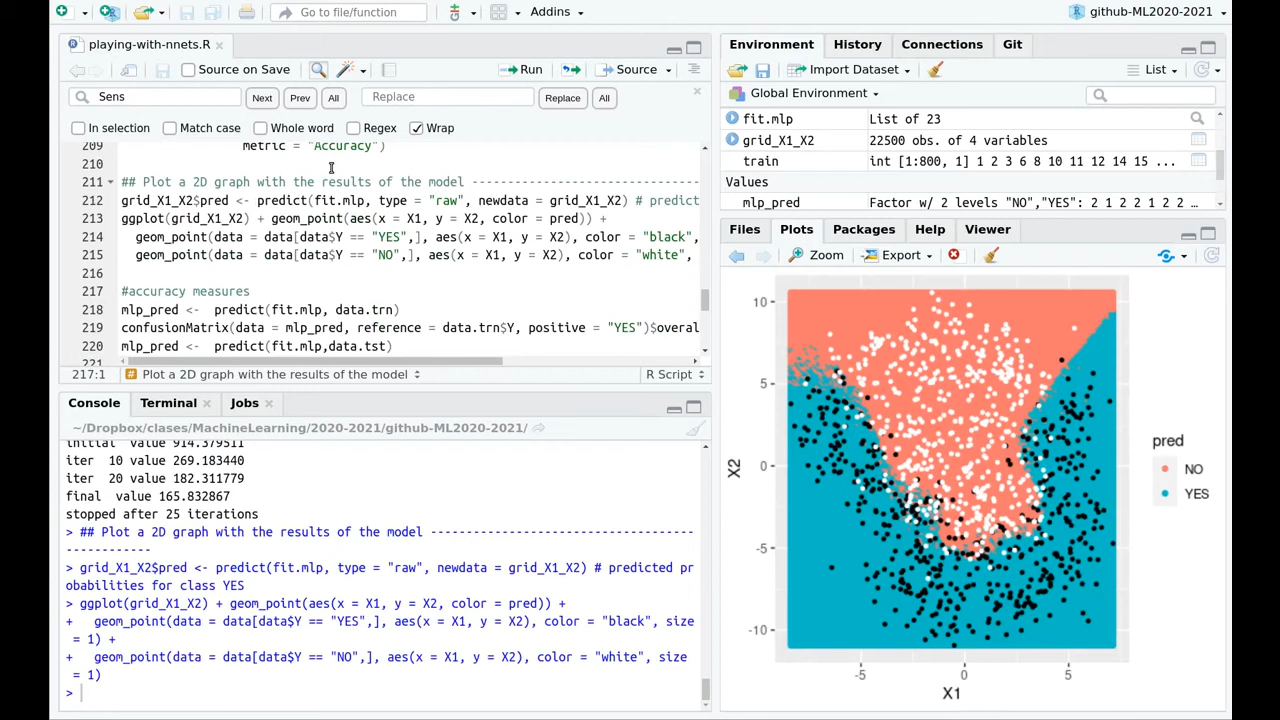 Go to file/function
Addins
github-ML2020-2021
playing-with-nnets.R
Source on Save
Run
Source
Sens
Next
Prev
All
Replace
Replace
All
In selection
Match case
Whole word
Regex
Wrap
209 metric = "Accuracy")
210
211 ## Plot a 2D graph with the results of the model ---------------------------------
212 grid_X1_X2$pred <- predict(fit.mlp, type = "raw", newdata = grid_X1_X2) # predict
213 ggplot(grid_X1_X2) + geom_point(aes(x = X1, y = X2, color = pred)) +
214 geom_point(data = data[data$Y == "YES",], aes(x = X1, y = X2), color = "black",
215 geom_point(data = data[data$Y == "NO",], aes(x = X1, y = X2), color = "white",
216
217 #accuracy measures
218 mlp_pred <- predict(fit.mlp, data.trn)
219 confusionMatrix(data = mlp_pred, reference = data.trn$Y, positive = "YES")$overal
220 mlp_pred <- predict(fit.mlp,data.tst)
221
217:1
# Plot a 2D graph with the results of the model
R Script
Console
Terminal
Jobs
~/Dropbox/clases/MachineLearning/2020-2021/github-ML2020-2021/
initial value 914.379511
iter 10 value 269.183440
iter 20 value 182.311779
final value 165.832867
stopped after 25 iterations
> ## Plot a 2D graph with the results of the model --------------------------------------
------------
> grid_X1_X2$pred <- predict(fit.mlp, type = "raw", newdata = grid_X1_X2) # predicted pr
obabilities for class YES
> ggplot(grid_X1_X2) + geom_point(aes(x = X1, y = X2, color = pred)) +
+ geom_point(data = data[data$Y == "YES",], aes(x = X1, y = X2), color = "black", size
= 1) +
+ geom_point(data = data[data$Y == "NO",], aes(x = X1, y = X2), color = "white", size
= 1)
>
Environment
History
Connections
Git
Import Dataset
List
Global Environment
fit.mlp List of 23
grid_X1_X2 22500 obs. of 4 variables
train int [1:800, 1] 1 2 3 6 8 10 11 12 14 15 ...
Values
mlp_pred Factor w/ 2 levels "NO","YES": 2 1 2 2 1 2 2 …
Files
Plots
Packages
Help
Viewer
Zoom
Export
10
5
0
-5
-10
X2
-5
0
5
X1
pred
NO
YES